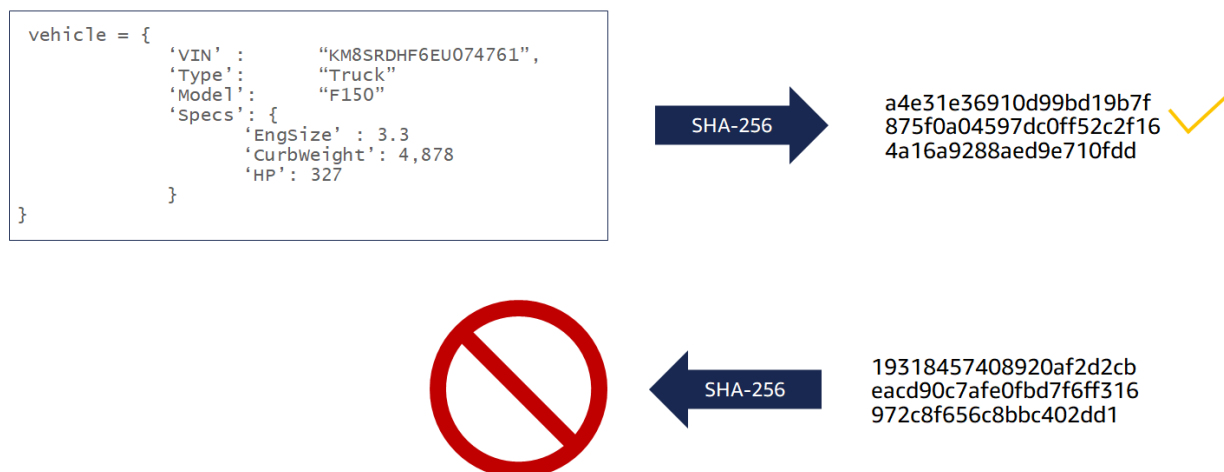 vehicle = {
‘VIN’ : “KM8SRDHF6EU074761”,
‘Type’: “Truck”
‘Model’: “F150”
‘Specs’: {
‘EngSize’ : 3.3
‘CurbWeight’: 4,878
‘HP’: 327
}
}
SHA-256
a4e31e36910d99bd19b7f
875f0a04597dc0ff52c2f16
4a16a9288aed9e710fdd
SHA-256
19318457408920af2d2cb
eacd90c7afe0fbd7f6ff316
972c8f656c8bbc402dd1